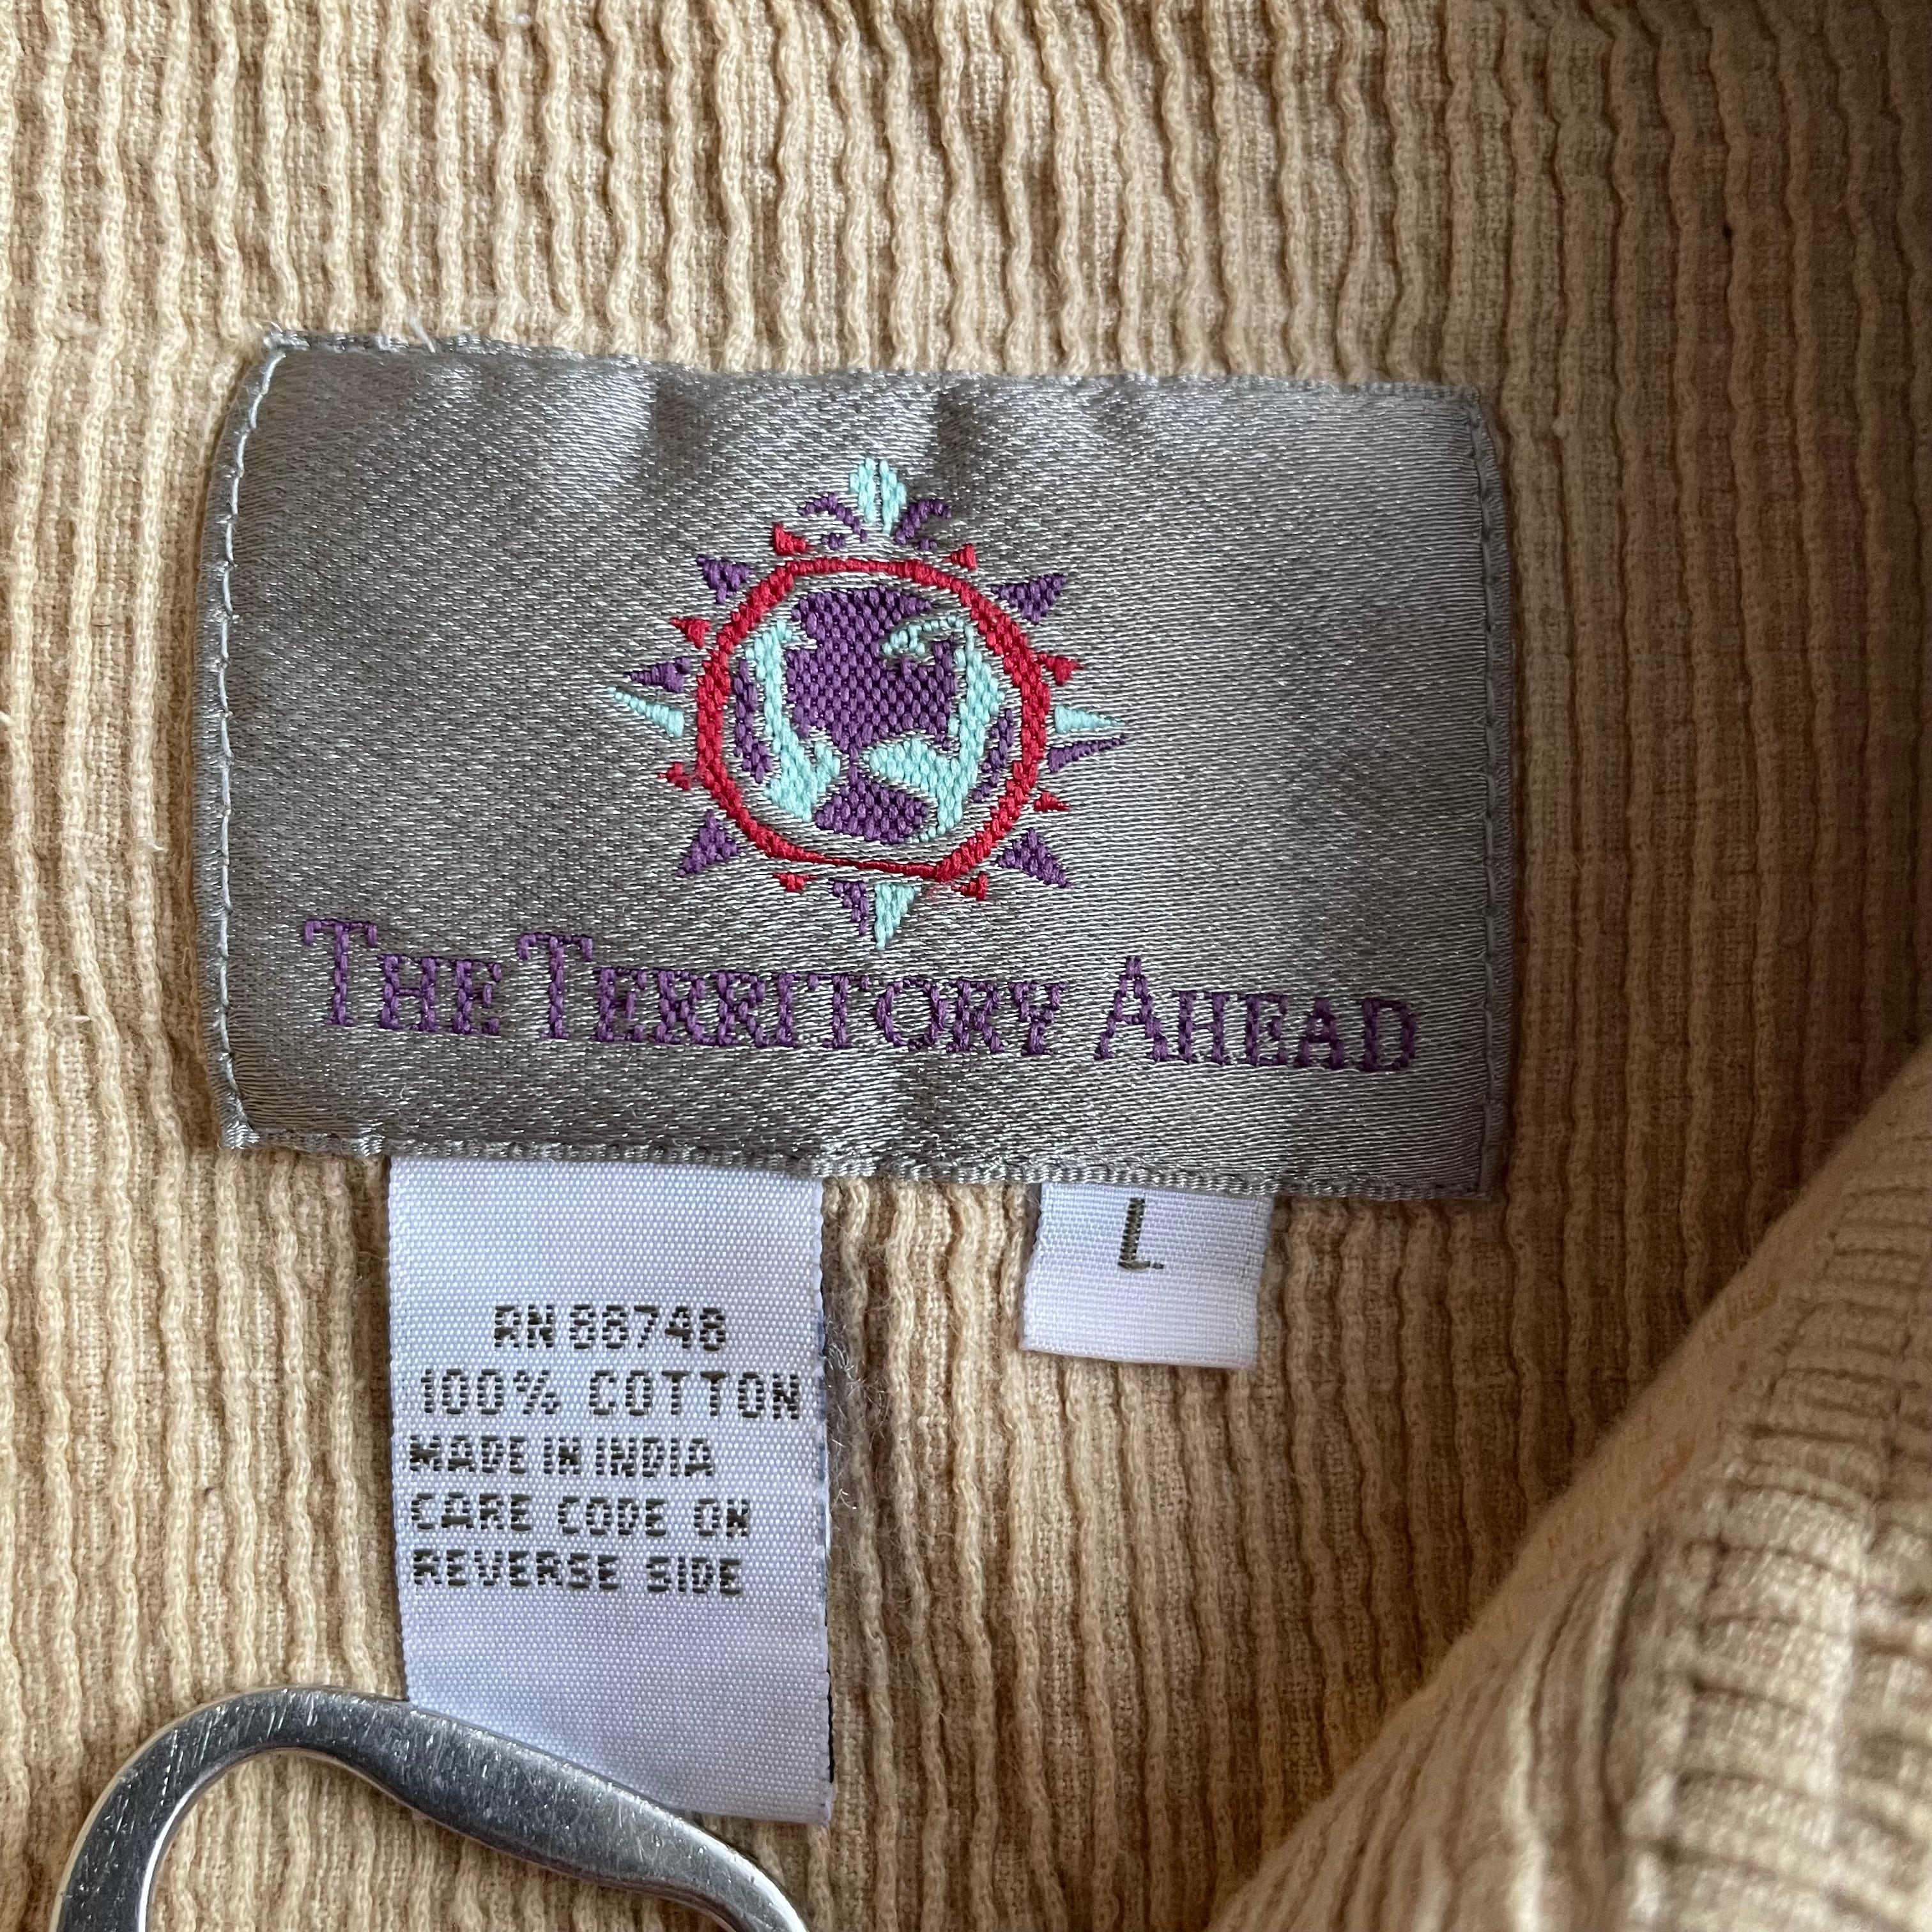 THE TERRITORY AHEAD
L
RN 88748
100% COTTON
MADE IN INDIA
CARE CODE ON
REVERSE SIDE